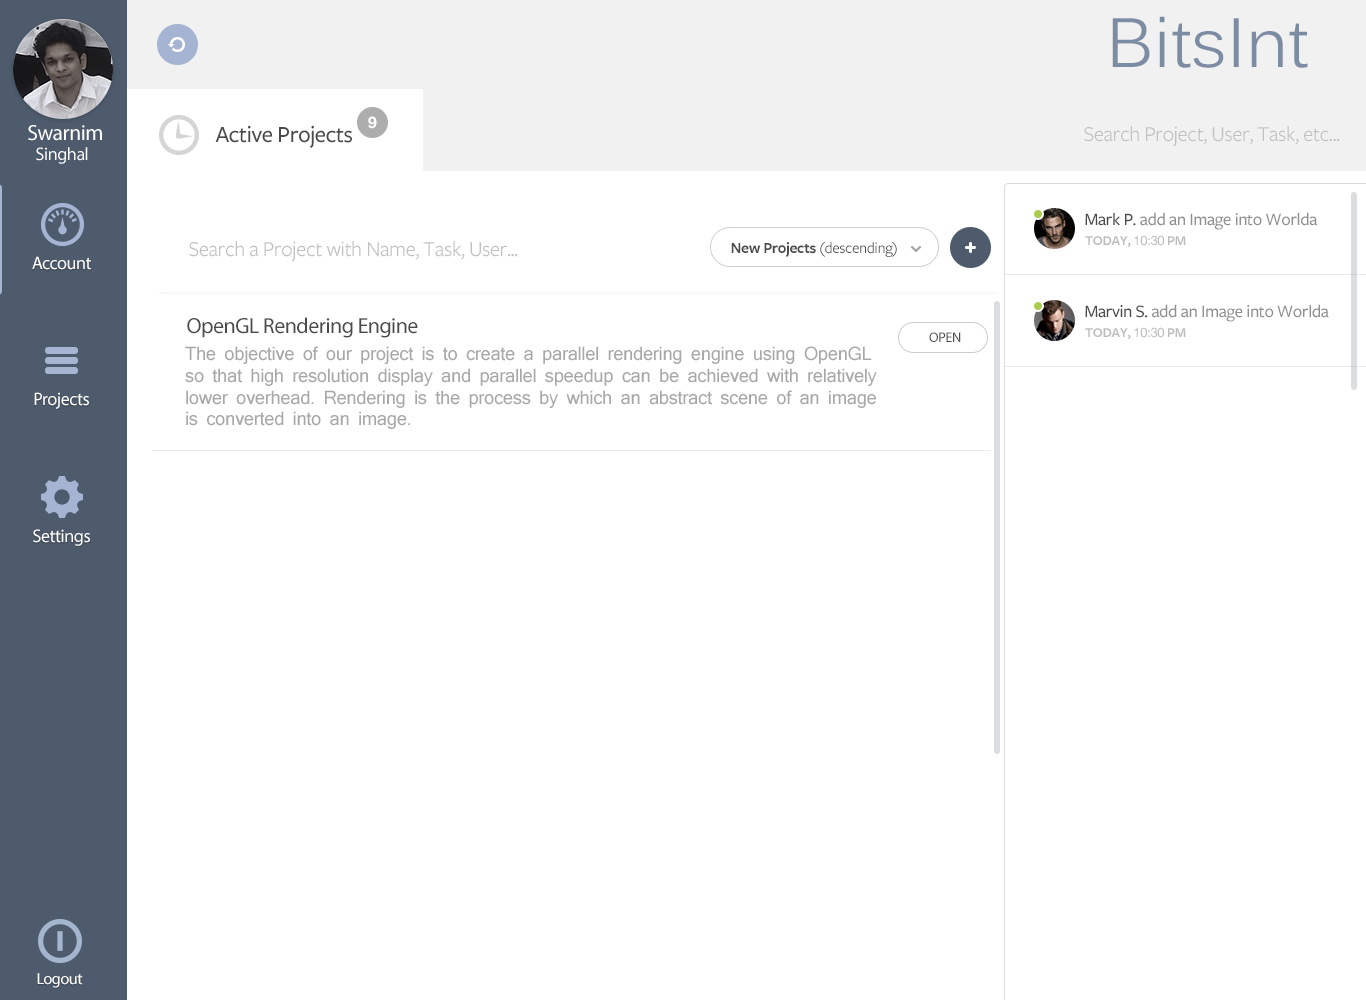 Swarnim
Singhal
Account
Projects
Settings
Logout
BitsInt
Active Projects
9
Search Project, User, Task, etc...
Search a Project with Name, Task, User...
New Projects (descending)
+
OpenGL Rendering Engine
The objective of our project is to create a parallel rendering engine using OpenGL
so that high resolution display and parallel speedup can be achieved with relatively
lower overhead. Rendering is the process by which an abstract scene of an image
is converted into an image.
OPEN
Mark P. add an Image into Worlda
TODAY, 10:30 PM
Marvin S. add an Image into Worlda
TODAY, 10:30 PM